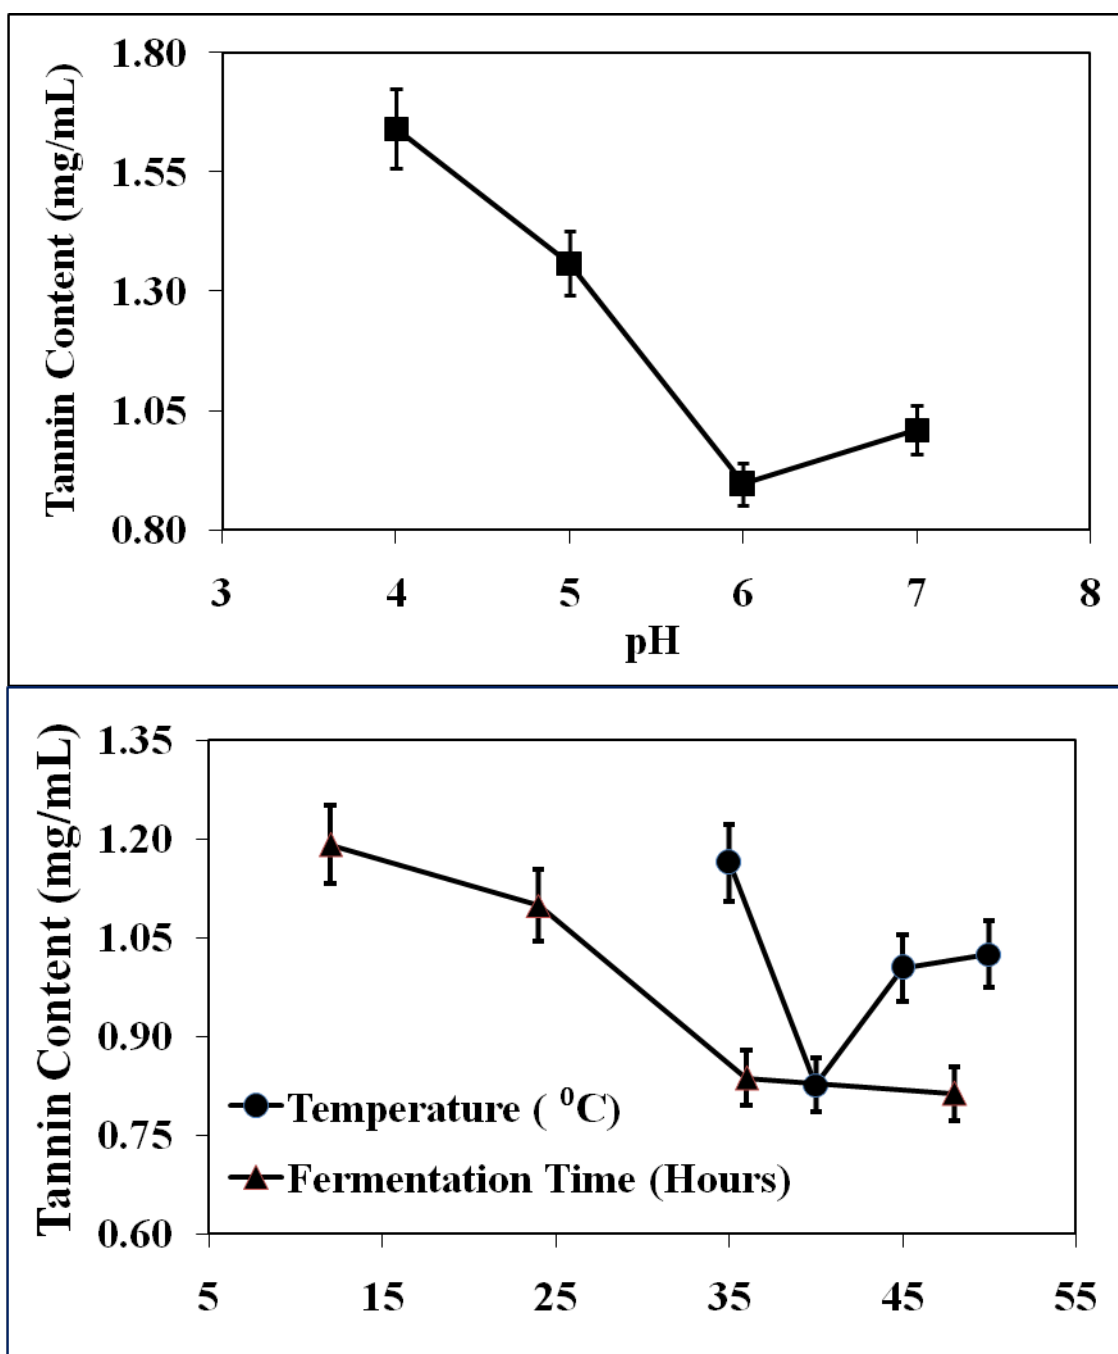 Tannin Content (mg/mL)
1.80
1.55
1.30
1.05
0.80
3 4 5 6 7 8
pH
Tannin Content (mg/mL)
1.35
1.20
1.05
0.90
0.75
0.60
Temperature ( ⁰C)
Fermentation Time (Hours)
5 15 25 35 45 55